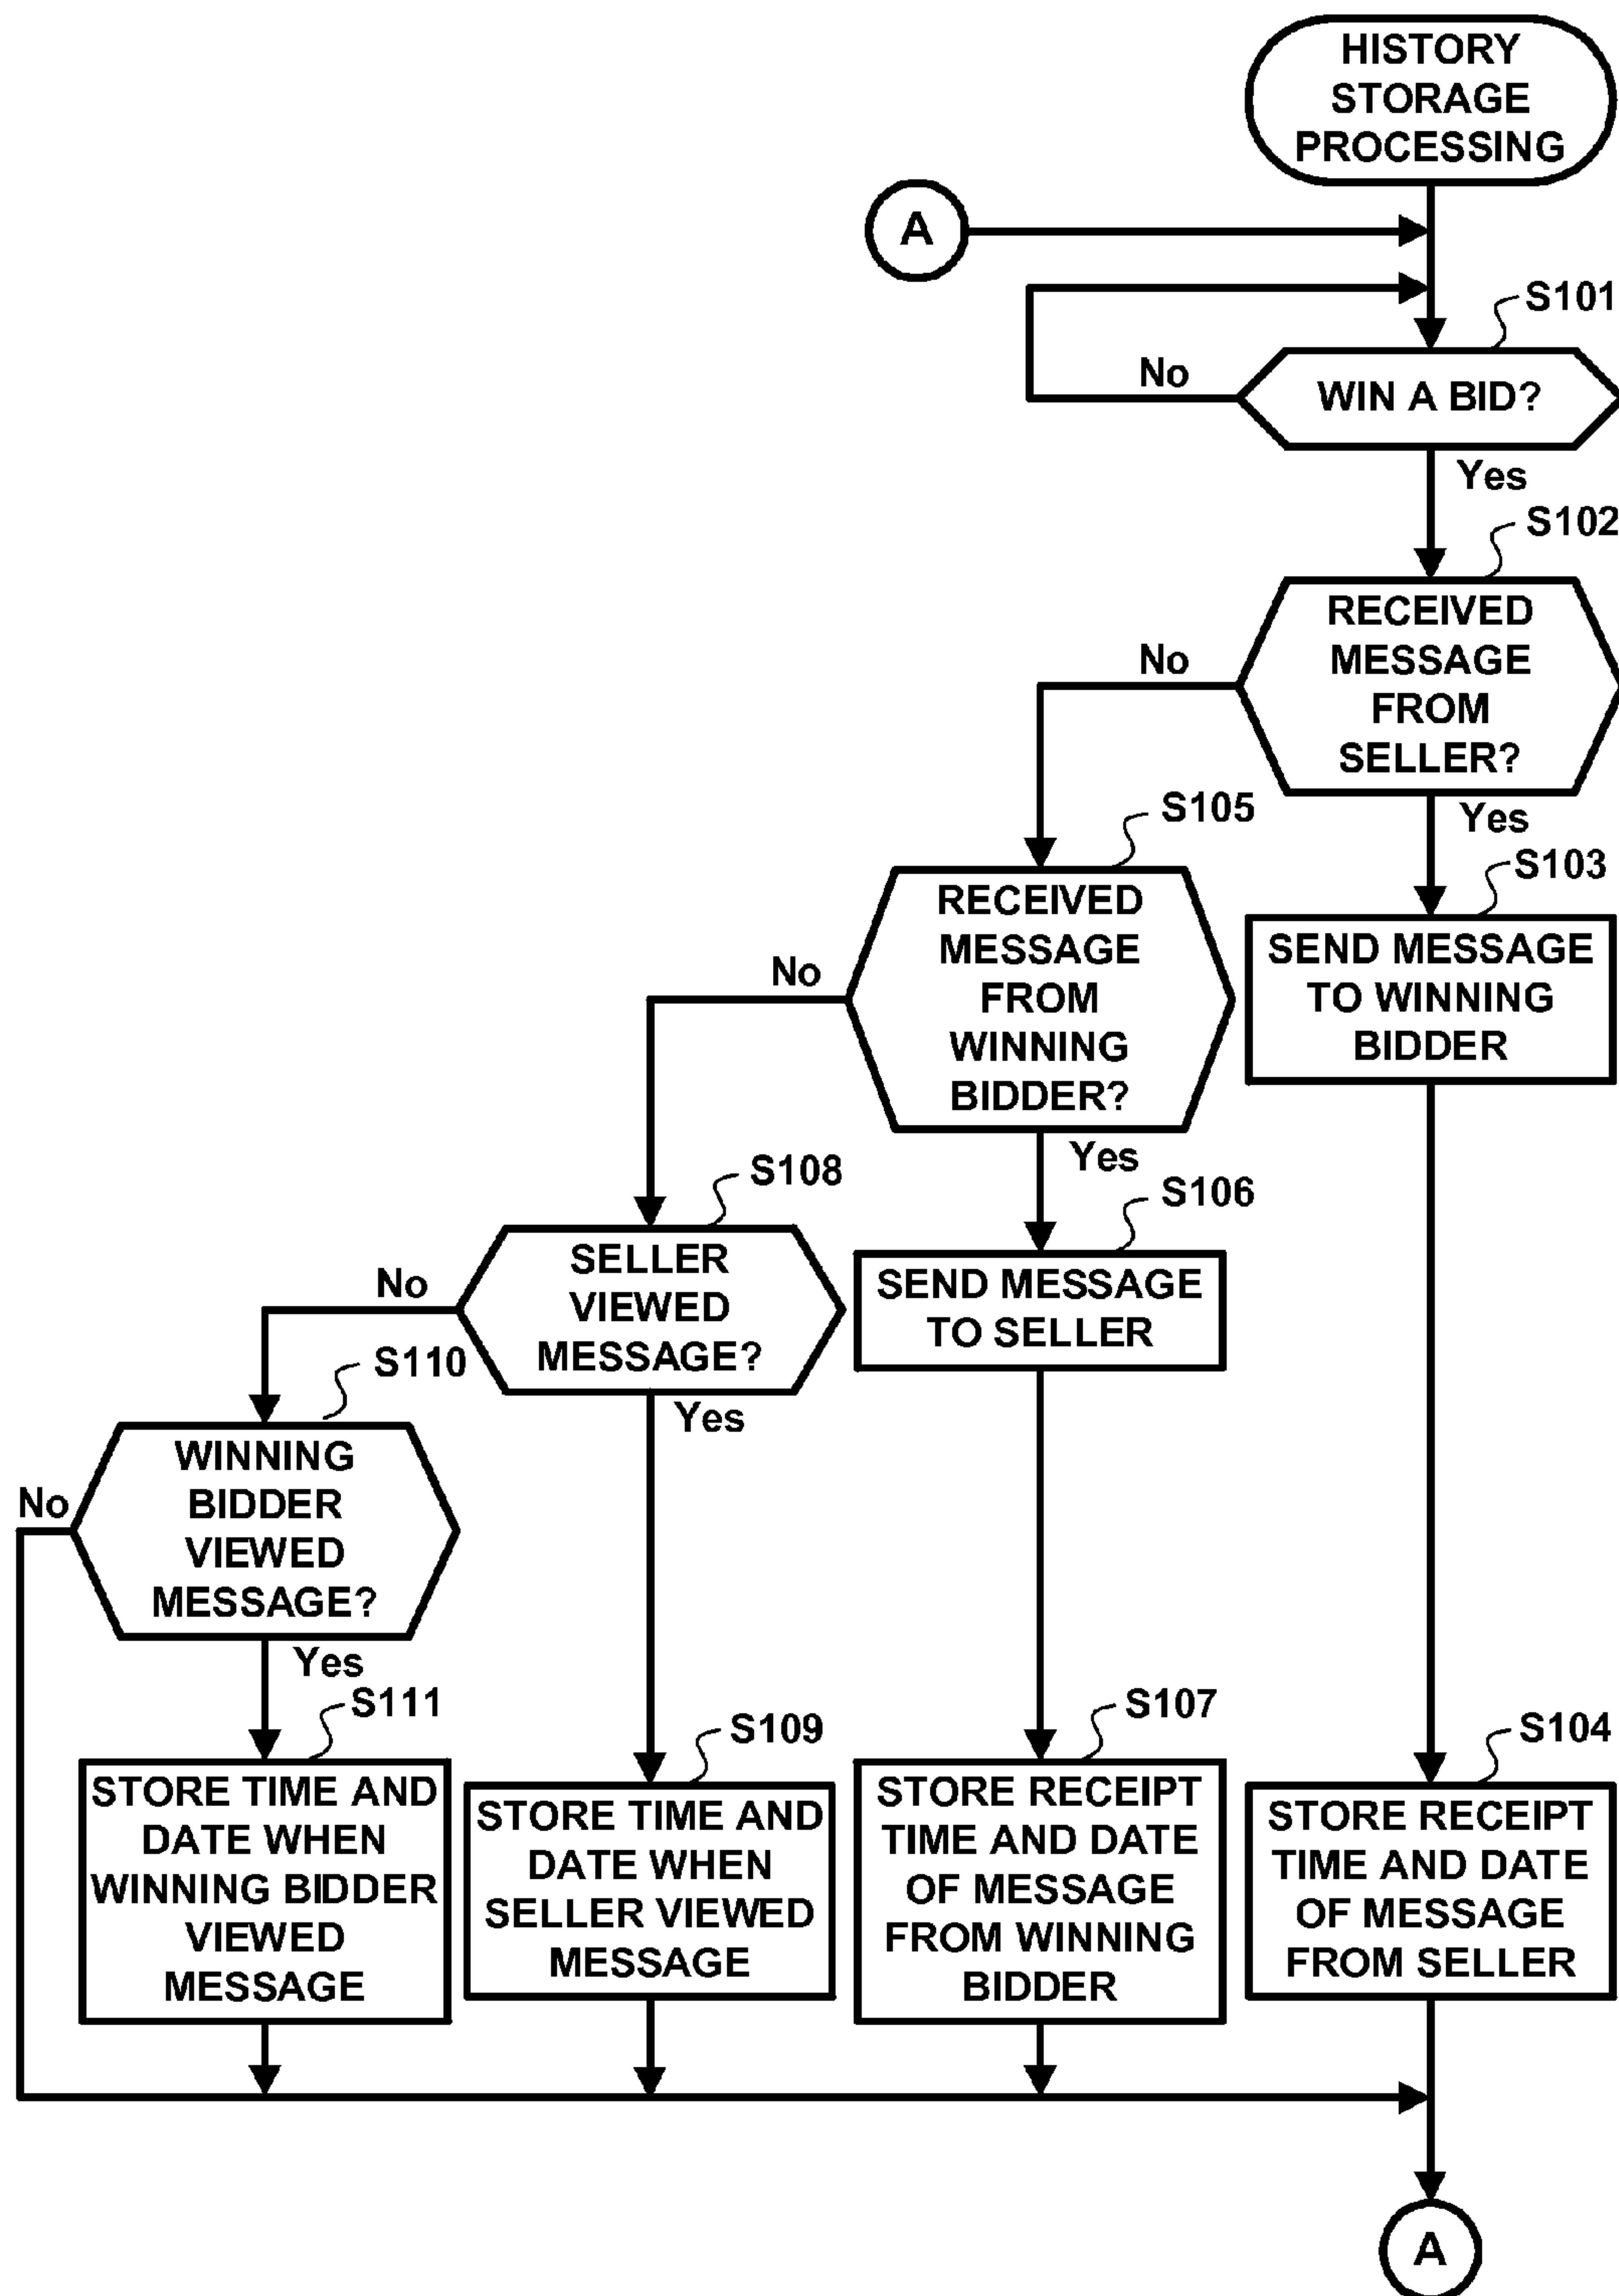 HISTORY
STORAGE
PROCESSING
A
S101
No
WIN A BID?
Yes
S102
RECEIVED
MESSAGE
FROM
SELLER?
No
Yes
S105
S103
RECEIVED
MESSAGE
FROM
WINNING
BIDDER?
SEND MESSAGE
TO WINNING
BIDDER
No
Yes
S108
S106
SELLER
VIEWED
MESSAGE?
SEND MESSAGE
TO SELLER
No
Yes
S110
WINNING
BIDDER
VIEWED
MESSAGE?
No
Yes
S111
S109
S107
S104
STORE TIME AND
DATE WHEN
WINNING BIDDER
VIEWED
MESSAGE
STORE TIME AND
DATE WHEN
SELLER VIEWED
MESSAGE
STORE RECEIPT
TIME AND DATE
OF MESSAGE
FROM WINNING
BIDDER
STORE RECEIPT
TIME AND DATE
OF MESSAGE
FROM SELLER
A